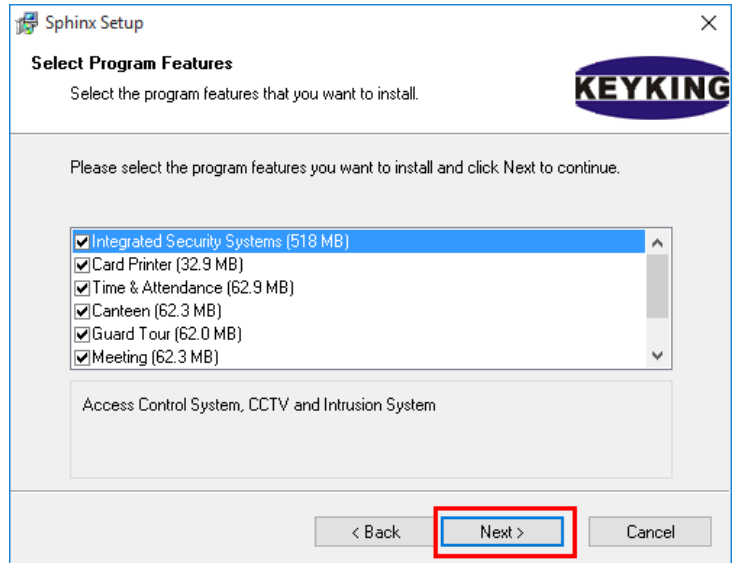 Sphinx Setup
Select Program Features
Select the program features that you want to install.
KEYKING
Please select the program features you want to install and click Next to continue.
Integrated Security Systems (518 MB)
Card Printer (32.9 MB)
Time & Attendance (62.9 MB)
Canteen (62.3 MB)
Guard Tour (62.0 MB)
Meeting (62.3 MB)
Access Control System, CCTV and Intrusion System
< Back Next > Cancel